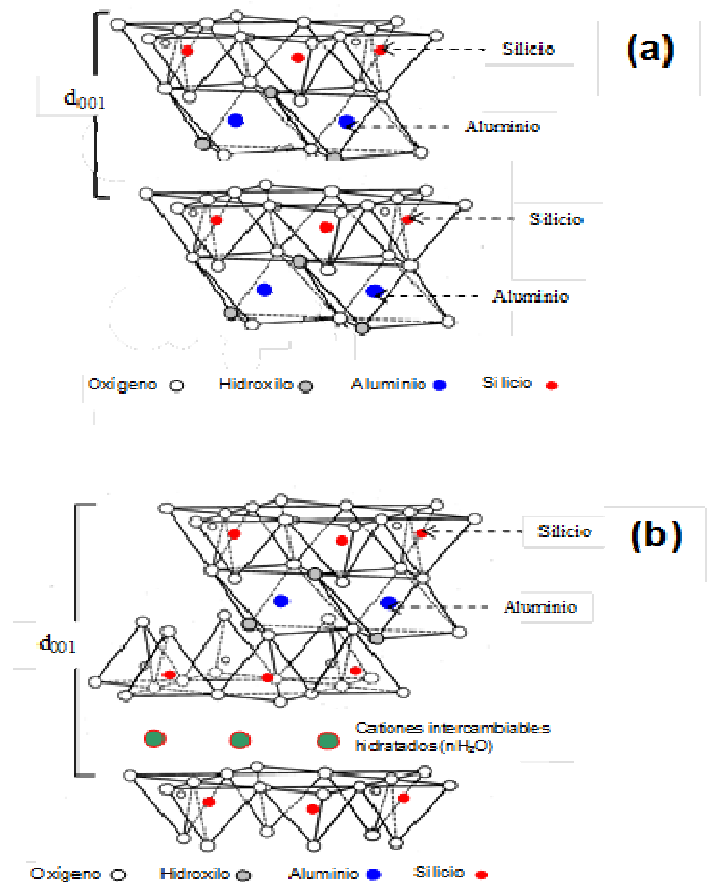 Silicio
(a)
d001
Aluminio
Silicio
Aluminio
Oxígeno Hidroxilo Aluminio Silicio
Silicio
(b)
Aluminio
d001
Cationes intercambiables
hidratados (nH2O)
Oxígeno Hidroxilo Aluminio Silicio